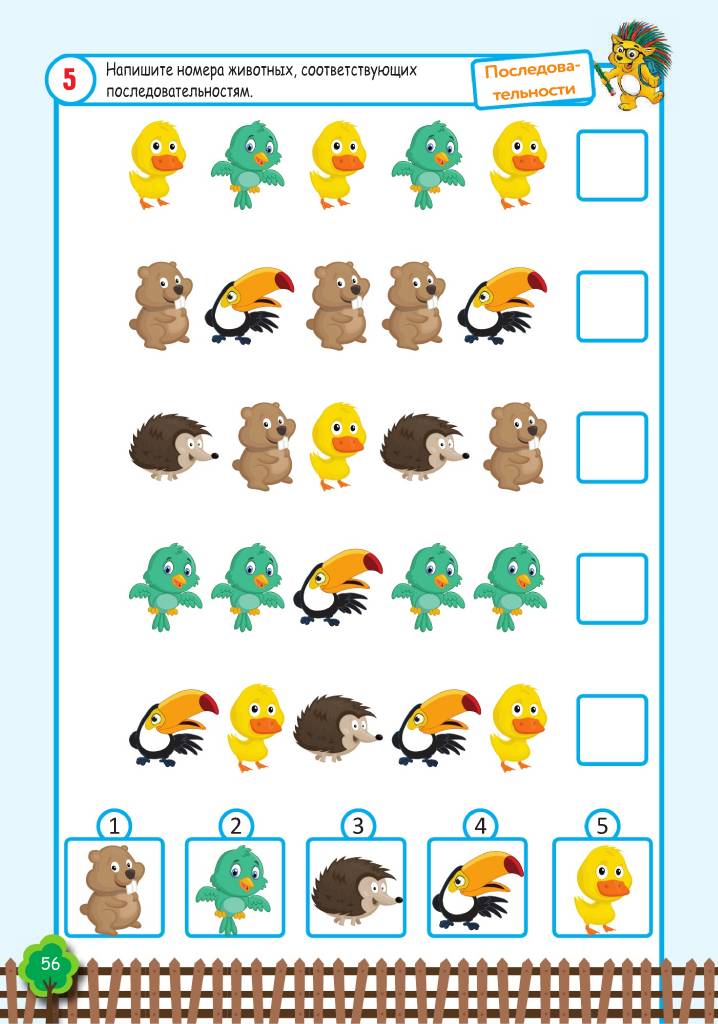 5
Напишите номера животных, соответствующих
последовательностям.
Последова-
тельности
1 2 3 4 5
56